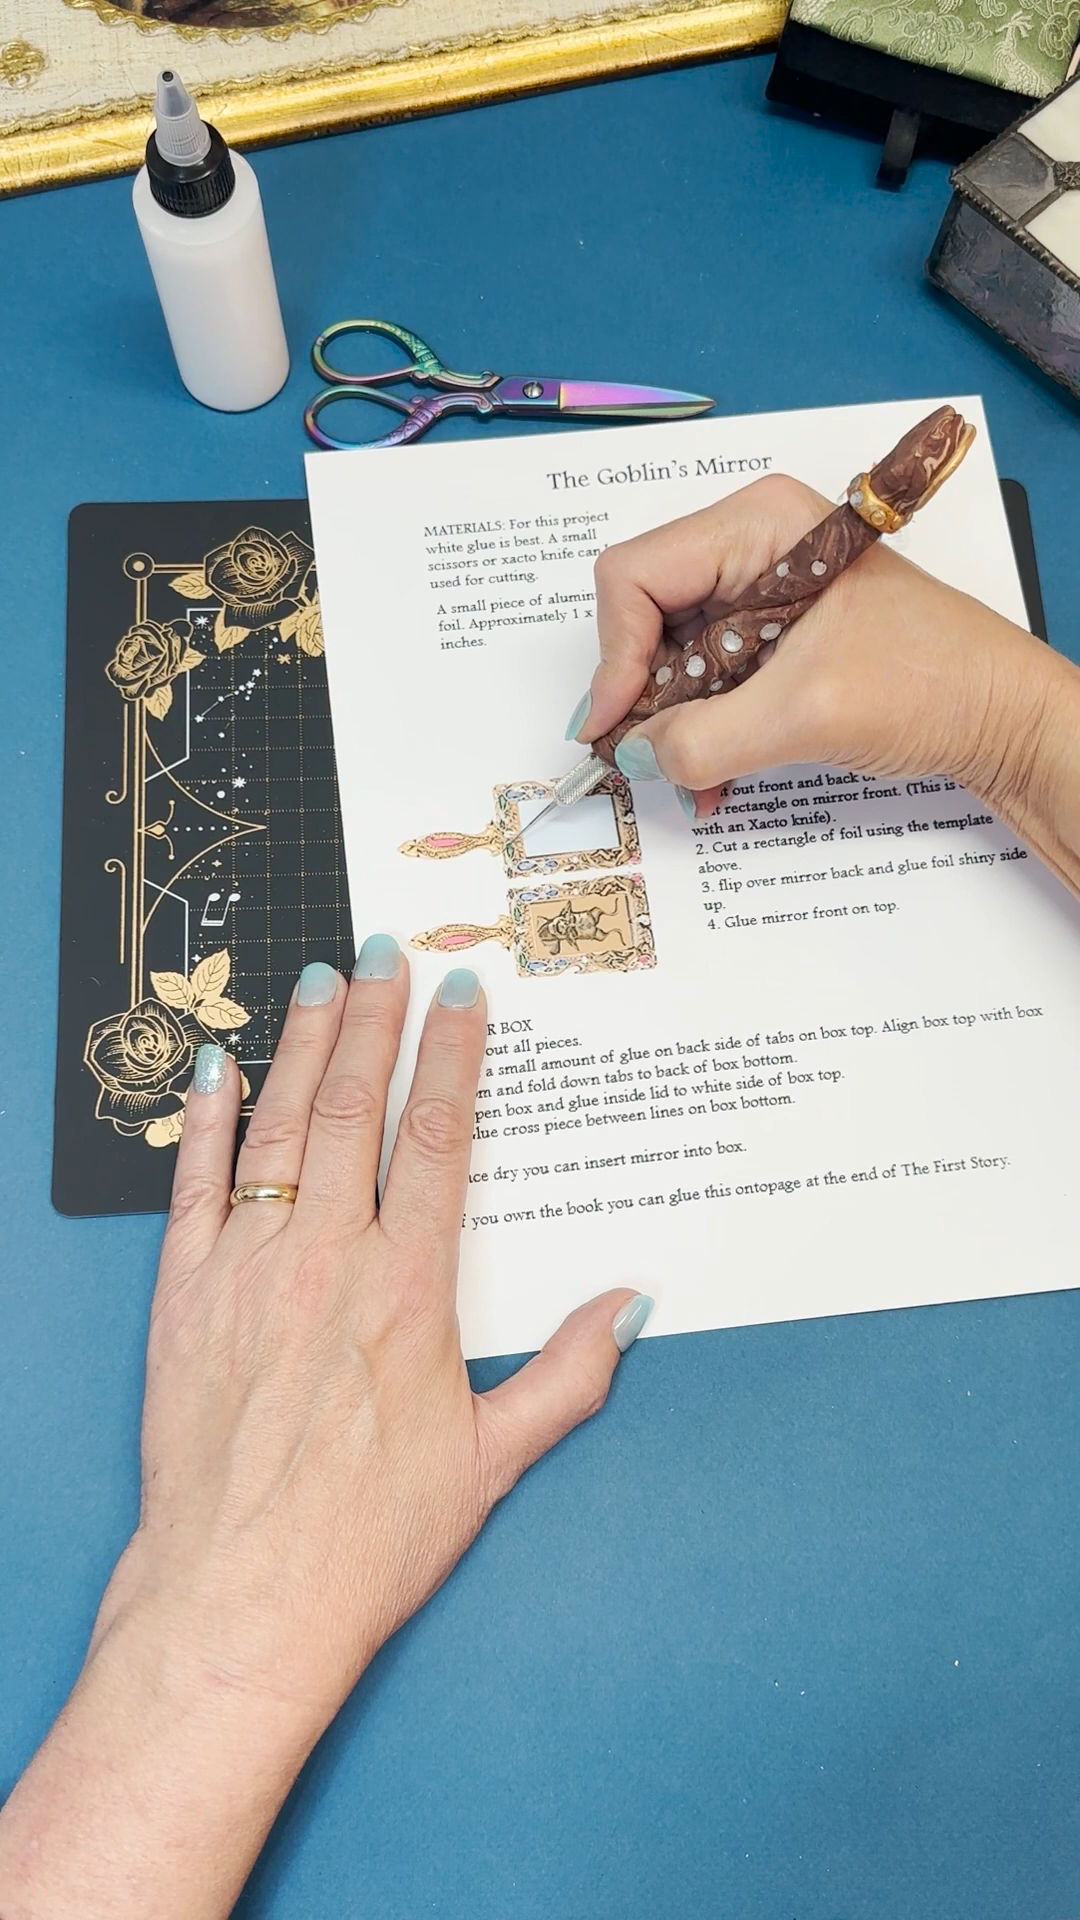 The Goblin's Mirror
MATERIALS: For this project
white glue is best. A small
scissors or xacto knife can
used for cutting.
A small piece of
foil. Approximately 1 x
inches.
out front and back
rectangle on mirror front. (This is
with an Xacto knife).
2. Cut a rectangle of foil using the template
above.
3. flip over mirror back and glue foil shiny side
up.
4. Glue mirror front on top.
BOX
out all pieces.
a small amount of glue on back side of tabs on box top. Align box top with box
and fold down tabs to back of box bottom.
box and glue inside lid to white side of box top.
cross piece between lines on box bottom.
dry you can insert mirror into box.
you own the book you can glue this ontopage at the end of The First Story.